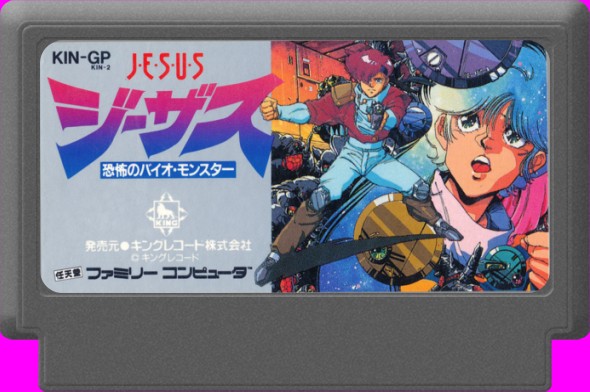 KIN-GP
KIN-2
J·E·S·U·S
ジーザス
恐怖のバイオ・モンスター
KING
発売元●キングレコード株式会社
© キングレコード
任天堂 ファミリー コンピュータ